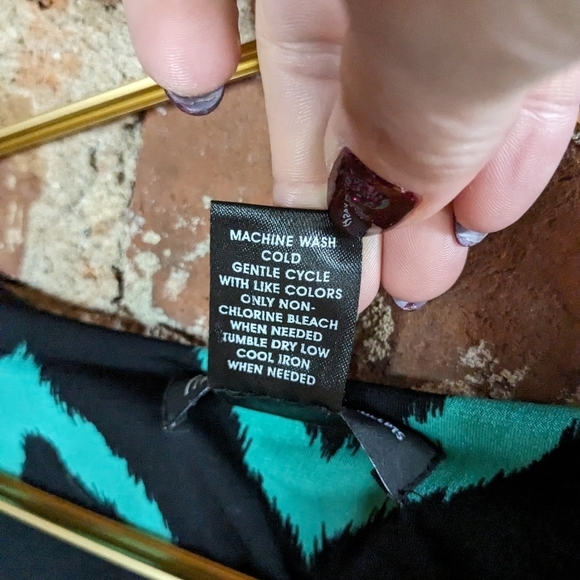 MACHINE WASH
COLD
GENTLE CYCLE
WITH LIKE COLORS
ONLY NON-
CHLORINE BLEACH
WHEN NEEDED
TUMBLE DRY LOW
COOL IRON
WHEN NEEDED